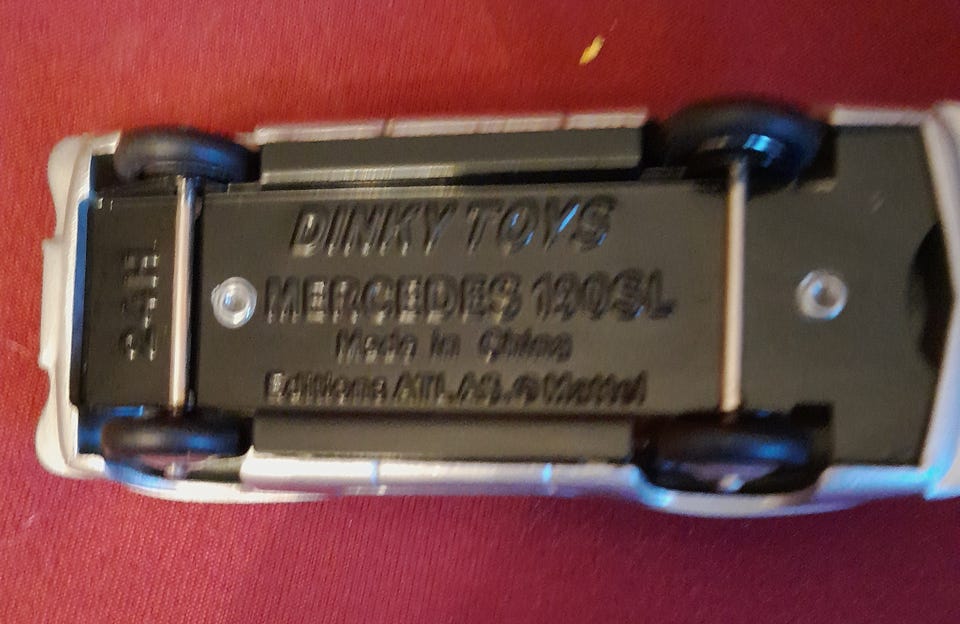 DINKY TOYS
MERCEDES 190SL
Made in China
Editions ATLAS.© Mattel
24H